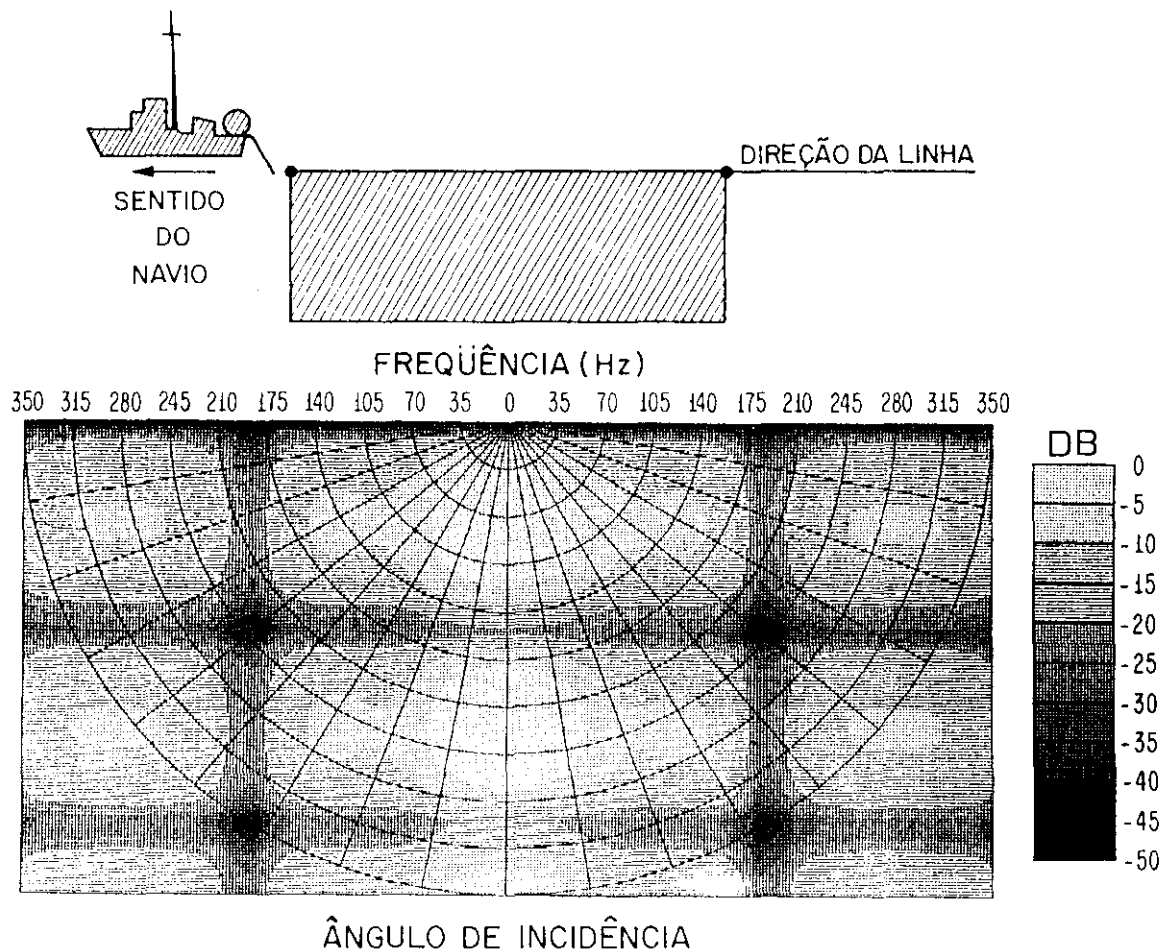 DIREÇÃO DA LINHA
SENTIDO
DO
NAVIO
FREQÜÊNCIA (Hz)
350 315 280 245 210 175 140 105 70 35 0 35 70 105 140 175 210 245 280 315 350
DB
0
-5
-10
-15
-20
-25
-30
-35
-40
-45
-50
ÂNGULO DE INCIDÊNCIA